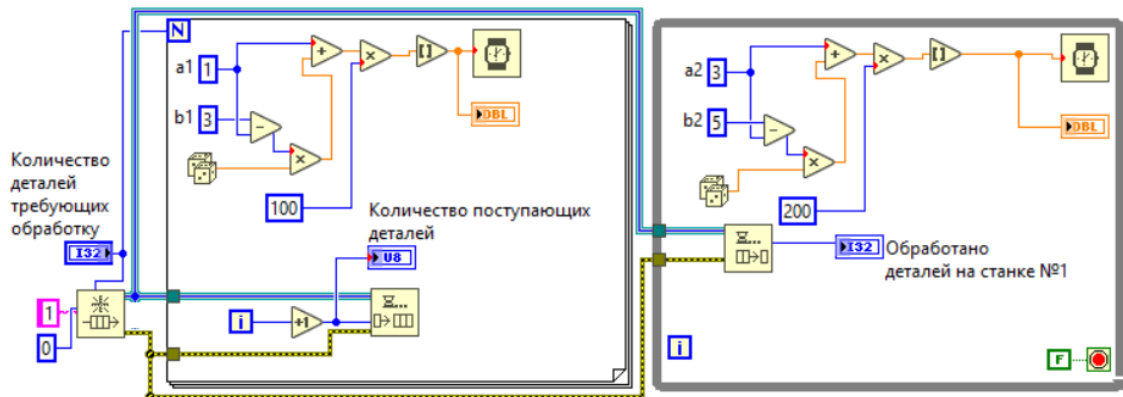 N
a1
1
b1
3
[]
DBL
100
Количество
деталей
требующих
обработку
I32
Количество поступающих
деталей
U8
1
0
i
+1
a2
3
b2
5
[]
DBL
200
I32
Обработано
деталей на станке №1
i
F